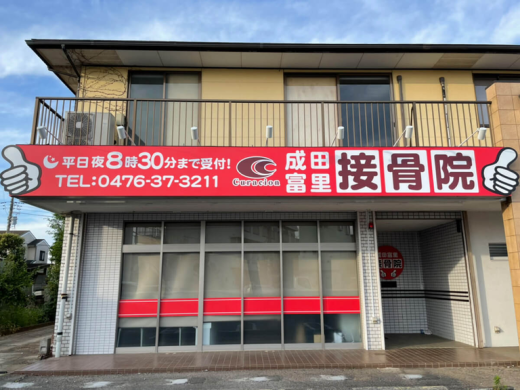 平日夜8時30分まで受付!
TEL:0476-37-3211
Curacion
成田
富里
接骨院